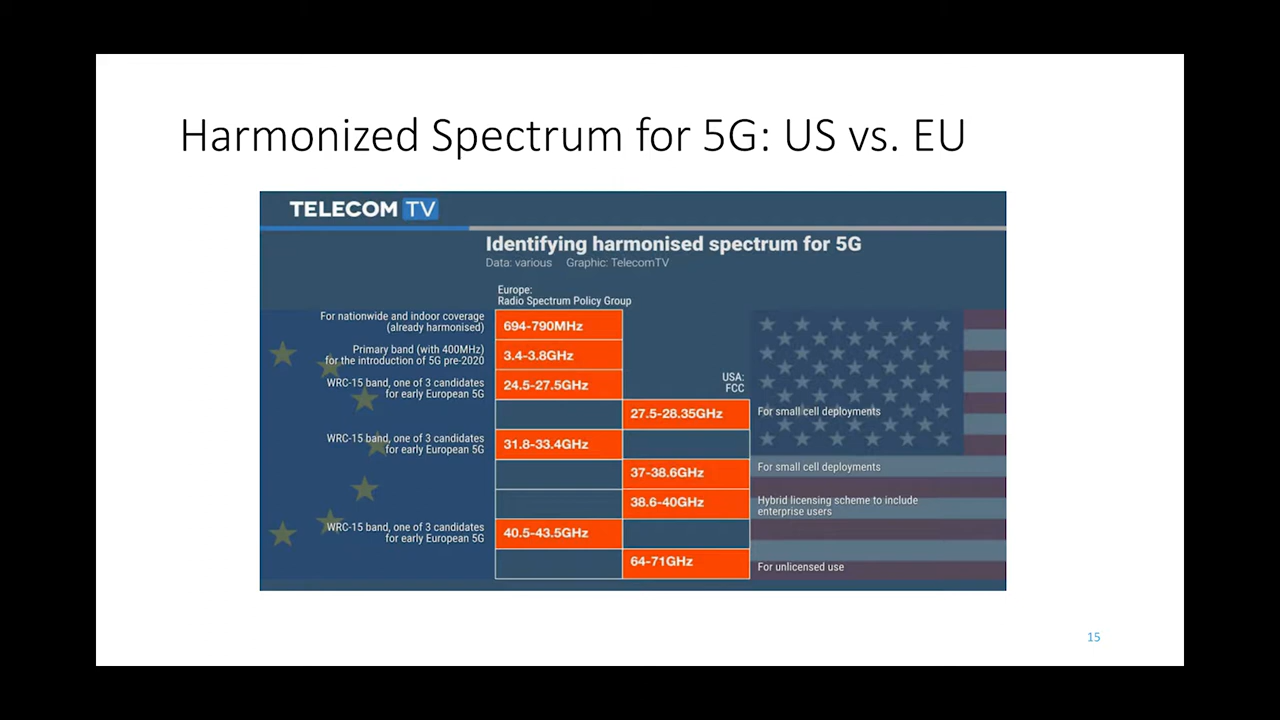 Harmonized Spectrum for 5G: US vs. EU
TELECOM TV
Identifying harmonised spectrum for 5G
Data: various Graphic: TelecomTV
Europe:
Radio Spectrum Policy Group
For nationwide and indoor coverage
(already harmonised)
694-790MHz
Primary band (with 400MHz)
for the introduction of 5G pre-2020
3.4-3.8GHz
WRC-15 band, one of 3 candidates
for early European 5G
24.5-27.5GHz
USA:
FCC
27.5-28.35GHz
For small cell deployments
WRC-15 band, one of 3 candidates
for early European 5G
31.8-33.4GHz
37-38.6GHz
For small cell deployments
38.6-40GHz
Hybrid licensing scheme to include
enterprise users
WRC-15 band, one of 3 candidates
for early European 5G
40.5-43.5GHz
64-71GHz
For unlicensed use
15